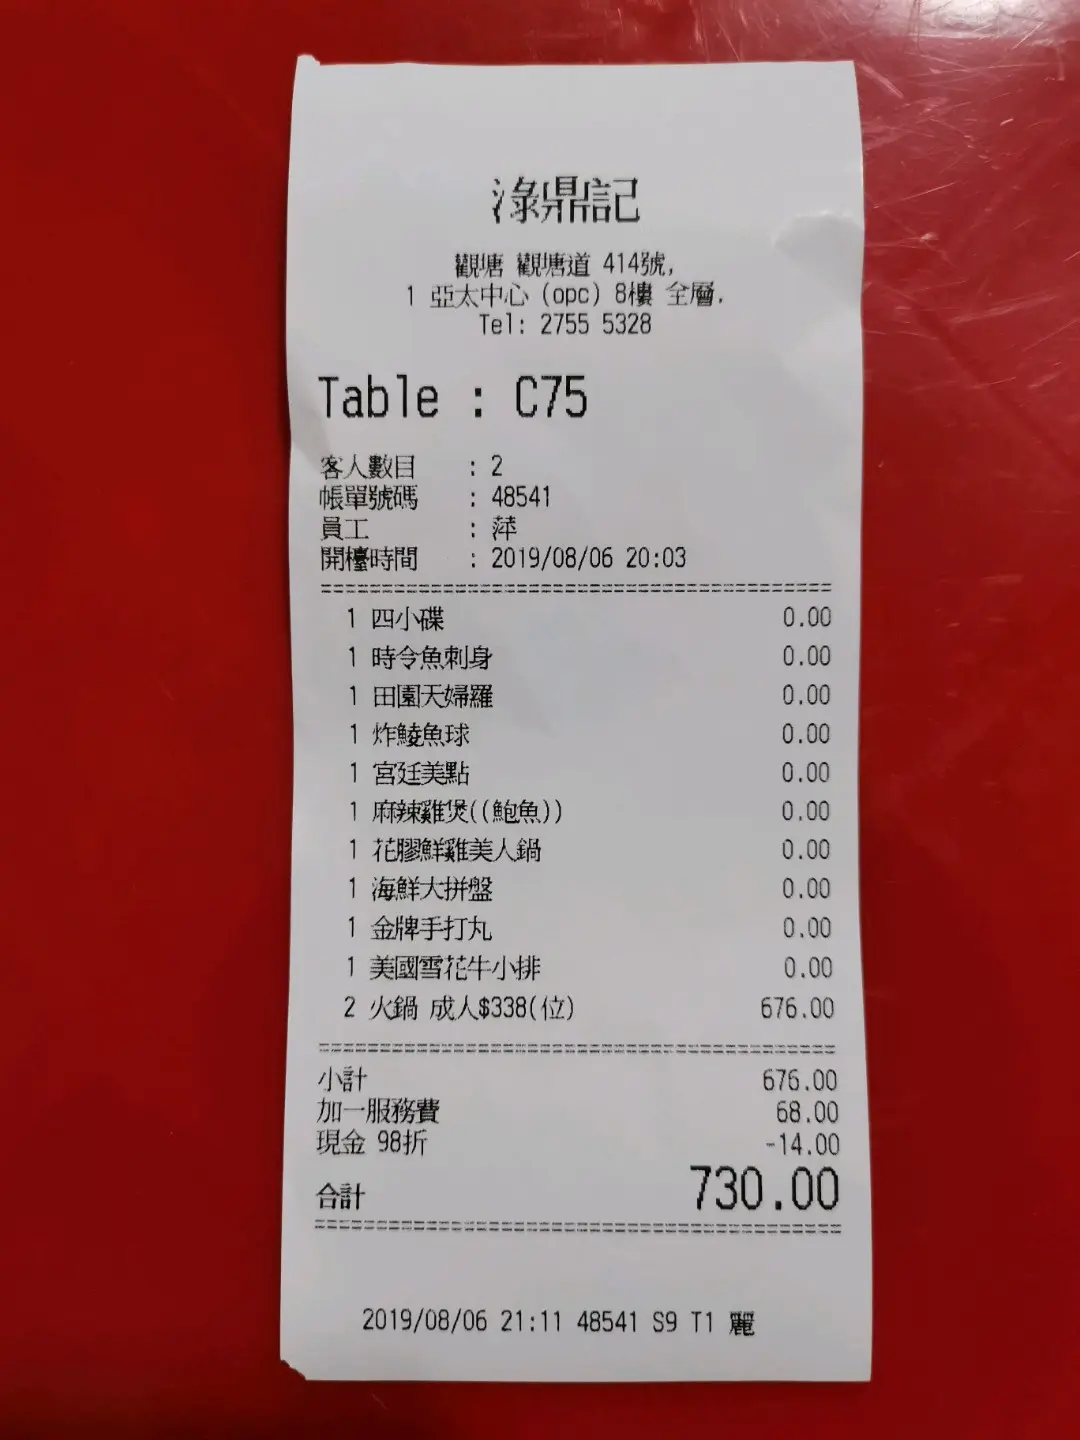 淥鼎記
觀塘 觀塘道 414號,
1 亞太中心 (opc) 8樓 全層.
Tel: 2755 5328
Table : C75
客人數目 : 2
帳單號碼 : 48541
員工 : 萍
開檯時間 : 2019/08/06 20:03
1 四小碟 0.00
1 時令魚刺身 0.00
1 田園天婦羅 0.00
1 炸鯪魚球 0.00
1 宮廷美點 0.00
1 麻辣雞煲((鮑魚)) 0.00
1 花膠鮮雞美人鍋 0.00
1 海鮮大拼盤 0.00
1 金牌手打丸 0.00
1 美國雪花牛小排 0.00
2 火鍋 成人$338(位) 676.00
小計 676.00
加一服務費 68.00
現金 98折 -14.00
合計 730.00
2019/08/06 21:11 48541 S9 T1 麗